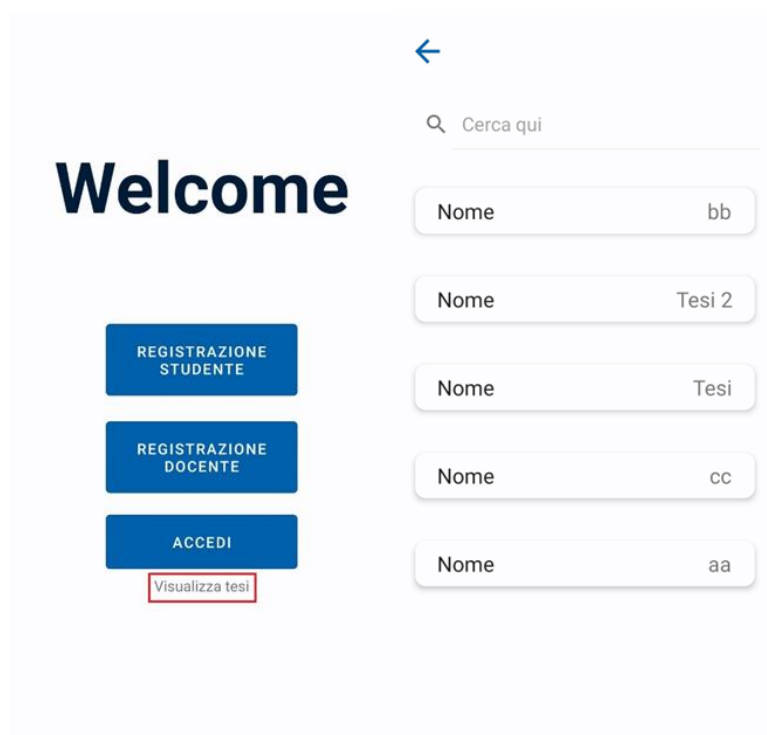 Welcome
REGISTRAZIONE
STUDENTE
REGISTRAZIONE
DOCENTE
ACCEDI
Visualizza tesi
Cerca qui
Nome bb
Nome Tesi 2
Nome Tesi
Nome cc
Nome aa